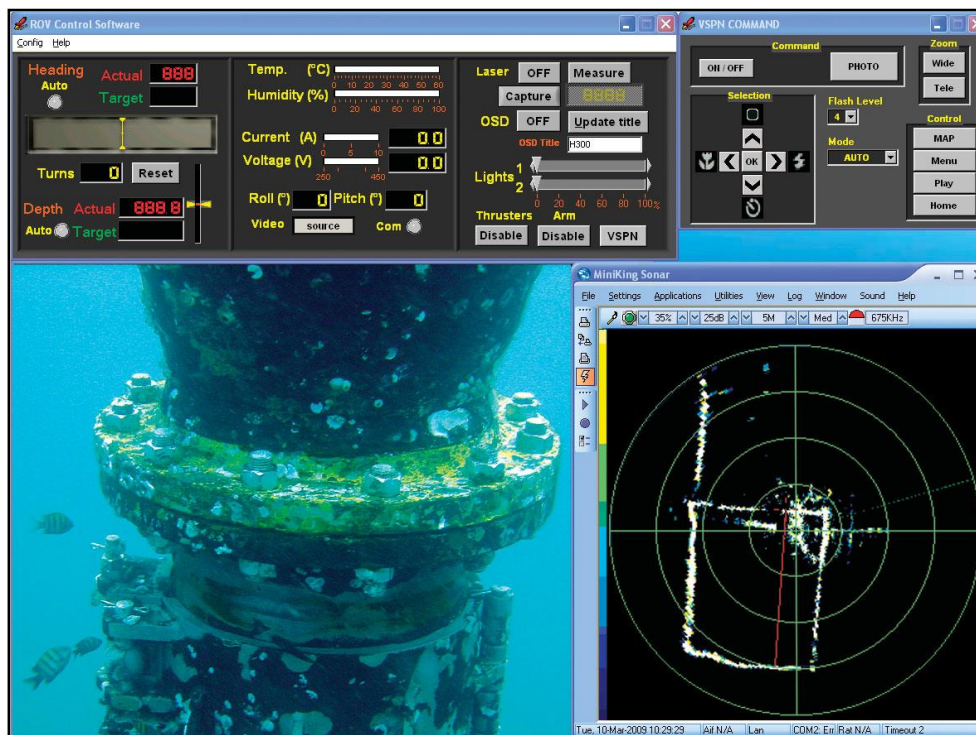 ROV Control Software
Config Help
Heading
Auto
Actual 888
Target
Turns 0 Reset
Depth Actual 888.8
Auto Target
Temp. (°C)
0 10 20 30 40 50 60
Humidity (%)
0 20 40 60 80 100
Current (A) 0.0
0 5 10
Voltage (V) 0.0
250 450
Roll (°) 0 Pitch (°) 0
Video source Com
Laser OFF Measure
Capture 8888
OSD OFF Update title
OSD Title H300
Lights 1
2
0 20 40 60 80 100%
Thrusters Arm
Disable Disable VSPN
VSPN COMMAND
Command
ON / OFF PHOTO
Zoom
Wide
Tele
Selection
OK
Flash Level
4
Mode
AUTO
Control
MAP
Menu
Play
Home
MiniKing Sonar
File Settings Applications Utilities View Log Window Sound Help
35% 25dB 5M Med 675KHz
Tue, 10-Mar-2009 10:29:29 Aif N/A Lan COM2: Err Rat N/A Timeout 2